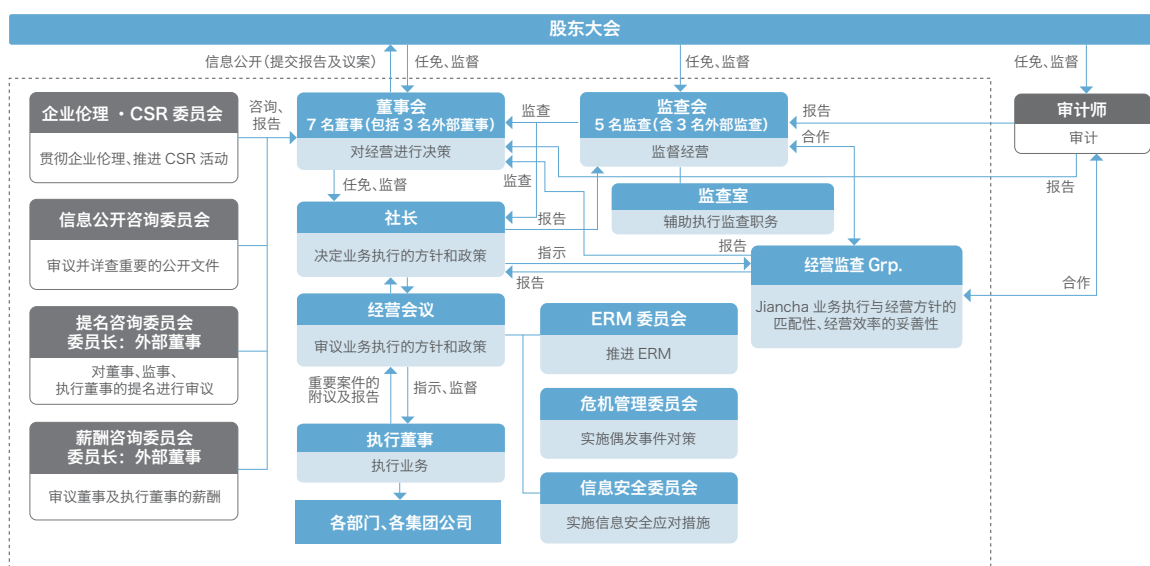 股东大会
信息公开（提交报告及议案）
任免、监督
任免、监督
任免、监督
企业伦理 · CSR 委员会
贯彻企业伦理、推进 CSR 活动
咨询、
报告
董事会
7 名董事（包括 3 名外部董事）
对经营进行决策
监查
监查会
5 名监查（含 3 名外部监查）
监督经营
报告
合作
审计师
审计
任免、监督
监查
监查室
辅助执行监查职务
报告
信息公开咨询委员会
审议并详查重要的公开文件
社长
决定业务执行的方针和政策
报告
指示
报告
报告
经营监查 Grp.
Jiancha 业务执行与经营方针的
匹配性、经营效率的妥善性
合作
提名咨询委员会
委员长：外部董事
对董事、监事、
执行董事的提名进行审议
经营会议
审议业务执行的方针和政策
ERM 委员会
推进 ERM
重要案件的
附议及报告
指示、监督
危机管理委员会
实施偶发事件对策
薪酬咨询委员会
委员长：外部董事
审议董事及执行董事的薪酬
执行董事
执行业务
信息安全委员会
实施信息安全应对措施
各部门、各集团公司